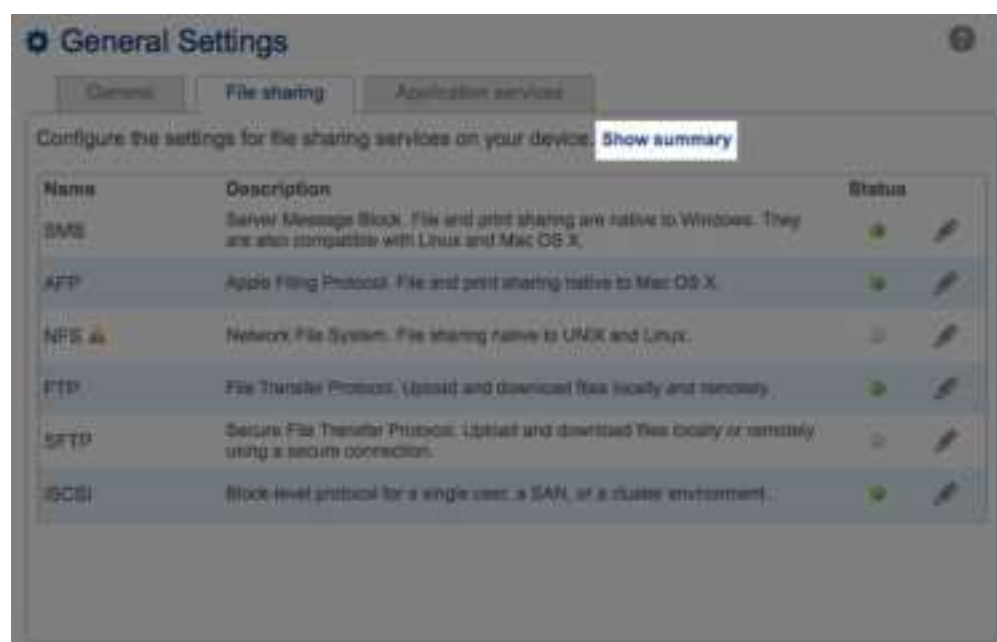 General Settings
General File sharing Application services
Configure the settings for file sharing services on your device. Show summary
Name Description Status
SMB Server Message Block. File and print sharing are native to Windows. They
are also compatible with Linux and Mac OS X.
AFP Apple Filing Protocol. File and print sharing native to Mac OS X.
NFS Network File System. File sharing native to UNIX and Linux.
FTP File Transfer Protocol. Upload and download files locally and remotely.
SFTP Secure File Transfer Protocol. Upload and download files locally or remotely
using a secure connection.
iSCSI Block-level protocol for a single user, a SAN, or a cluster environment.